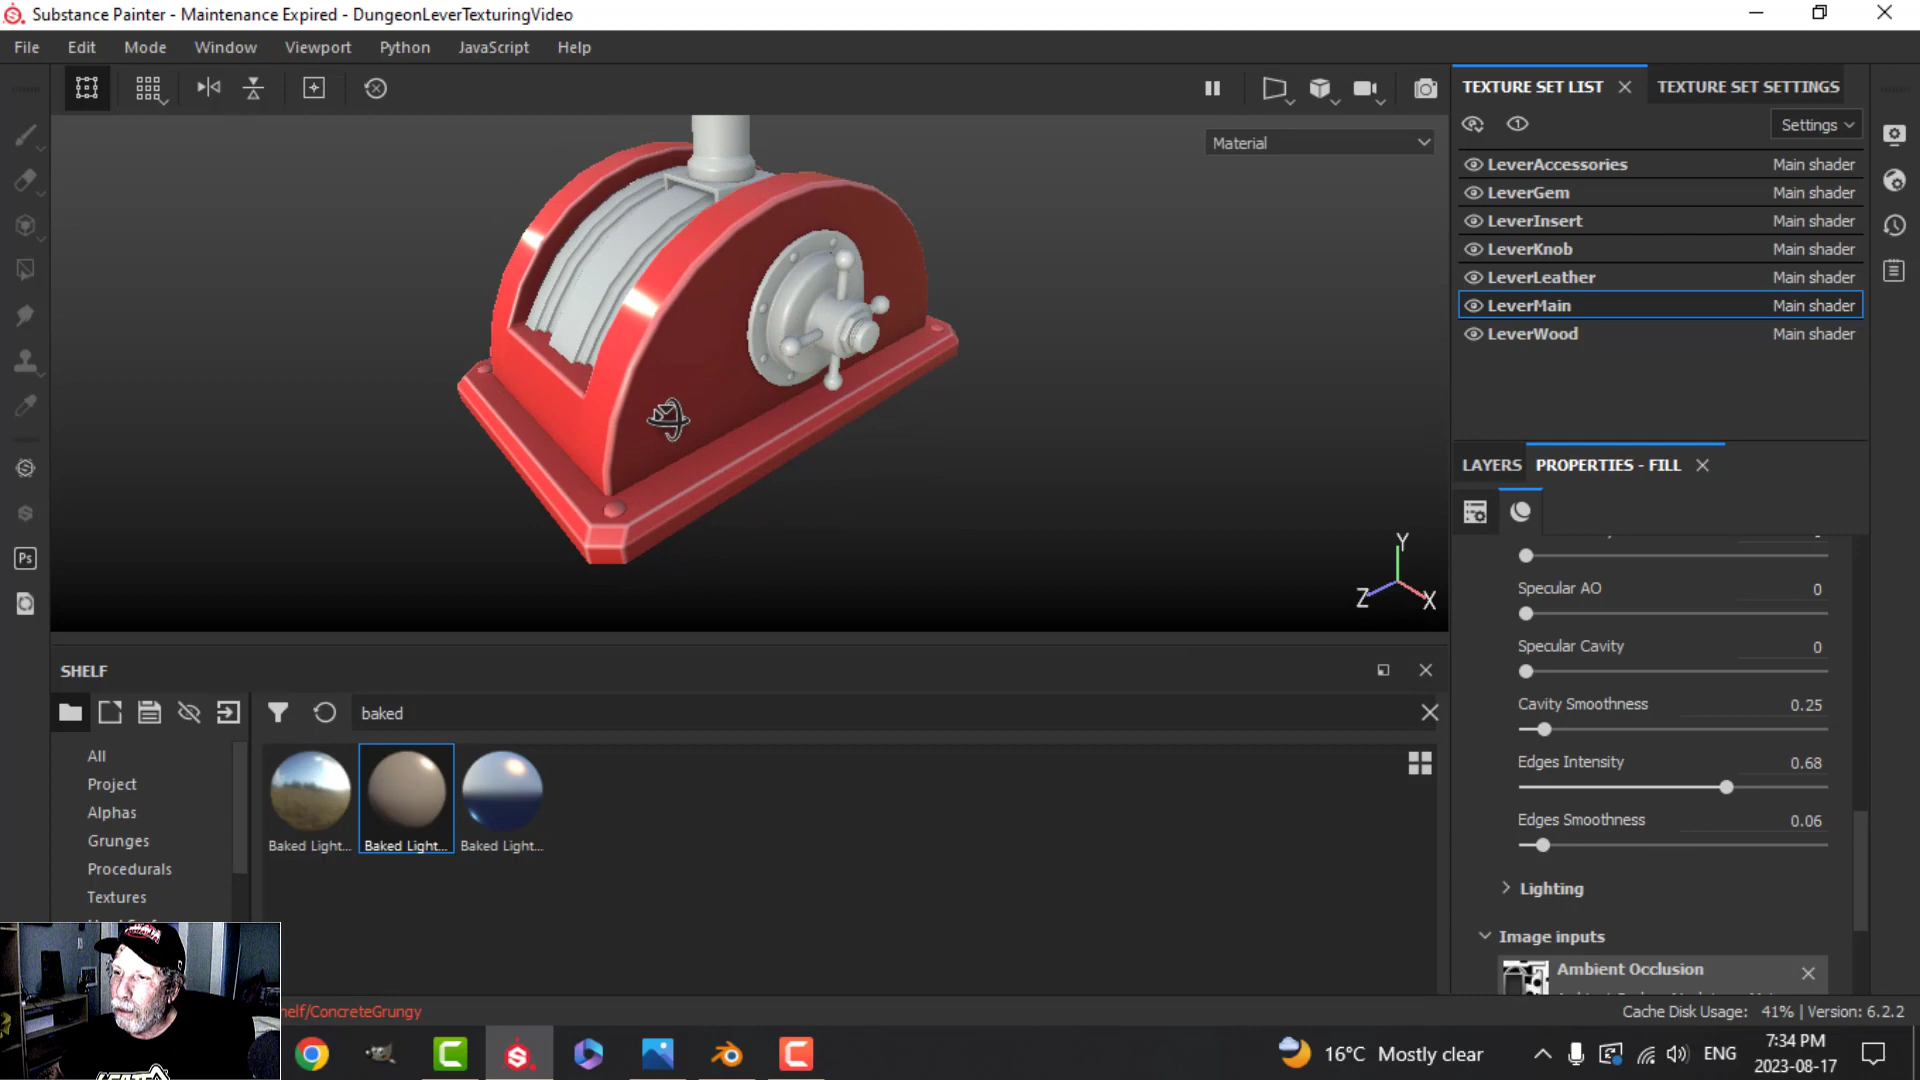 Substance Painter - Maintenance Expired - DungeonLeverTexturingVideo
File Edit Mode Window Viewport Python JavaScript Help
TEXTURE SET LIST TEXTURE SET SETTINGS
Settings
Material
LeverAccessories Main shader
LeverGem Main shader
LeverInsert Main shader
LeverKnob Main shader
LeverLeather Main shader
LeverMain Main shader
LeverWood Main shader
LAYERS PROPERTIES - FILL
Specular AO 0
Specular Cavity 0
Cavity Smoothness 0.25
Edges Intensity 0.68
Edges Smoothness 0.06
Lighting
Image inputs
Ambient Occlusion
Y
Z X
Ps
SHELF
baked
All
Project
Alphas
Grunges
Procedurals
Textures
Baked Light... Baked Light... Baked Light...
elf/ConcreteGrungy
Cache Disk Usage: 41% | Version: 6.2.2
16°C Mostly clear
ENG
7:34 PM
2023-08-17